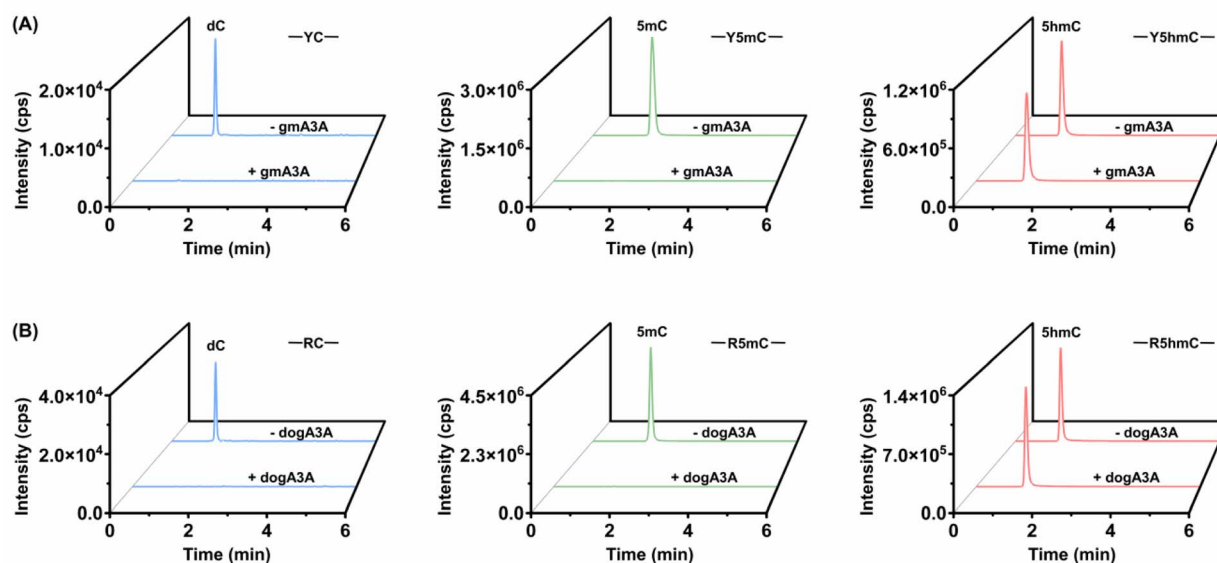 (A)
dC
—YC—
2.0×10⁴
1.0×10⁴
0.0
Intensity (cps)
- gmA3A
+ gmA3A
0 2 4 6
Time (min)
5mC
—Y5mC—
3.0×10⁶
1.5×10⁶
0.0
Intensity (cps)
- gmA3A
+ gmA3A
0 2 4 6
Time (min)
5hmC
—Y5hmC—
1.2×10⁶
6.0×10⁵
0.0
Intensity (cps)
- gmA3A
+ gmA3A
0 2 4 6
Time (min)
(B)
dC
—RC—
4.0×10⁴
2.0×10⁴
0.0
Intensity (cps)
- dogA3A
+ dogA3A
0 2 4 6
Time (min)
5mC
—R5mC—
4.5×10⁶
2.3×10⁶
0.0
Intensity (cps)
- dogA3A
+ dogA3A
0 2 4 6
Time (min)
5hmC
—R5hmC—
1.4×10⁶
7.0×10⁵
0.0
Intensity (cps)
- dogA3A
+ dogA3A
0 2 4 6
Time (min)